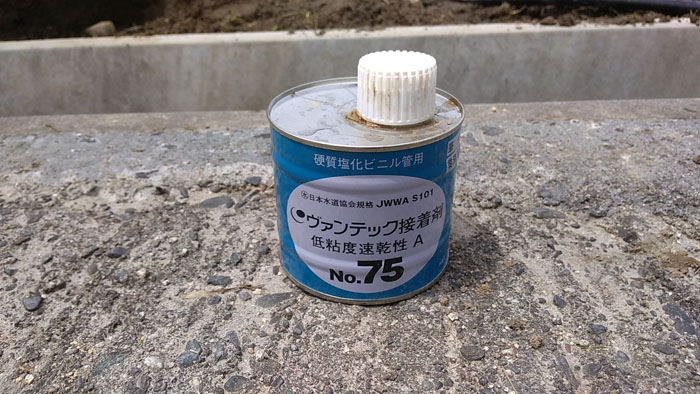 硬質塩化ビニル管用
日本水道協会規格 JWWA S101
ヴァンテック接着剤
低粘度速乾性 A
No.75